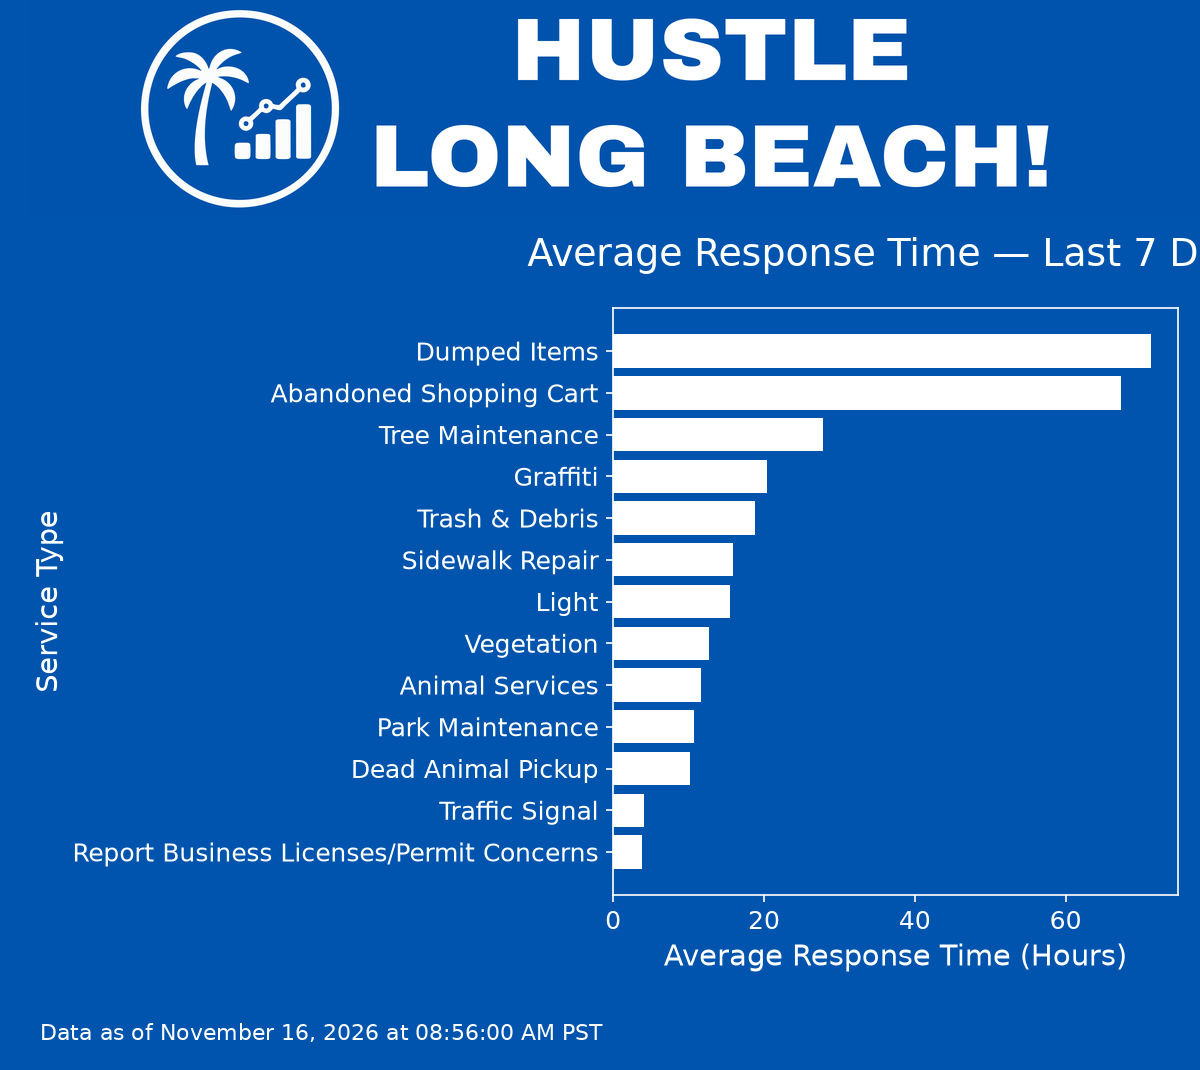 HUSTLE
LONG BEACH!
Average Response Time — Last 7 D
Service Type
Dumped Items
Abandoned Shopping Cart
Tree Maintenance
Graffiti
Trash & Debris
Sidewalk Repair
Light
Vegetation
Animal Services
Park Maintenance
Dead Animal Pickup
Traffic Signal
Report Business Licenses/Permit Concerns
0 20 40 60
Average Response Time (Hours)
Data as of November 16, 2026 at 08:56:00 AM PST